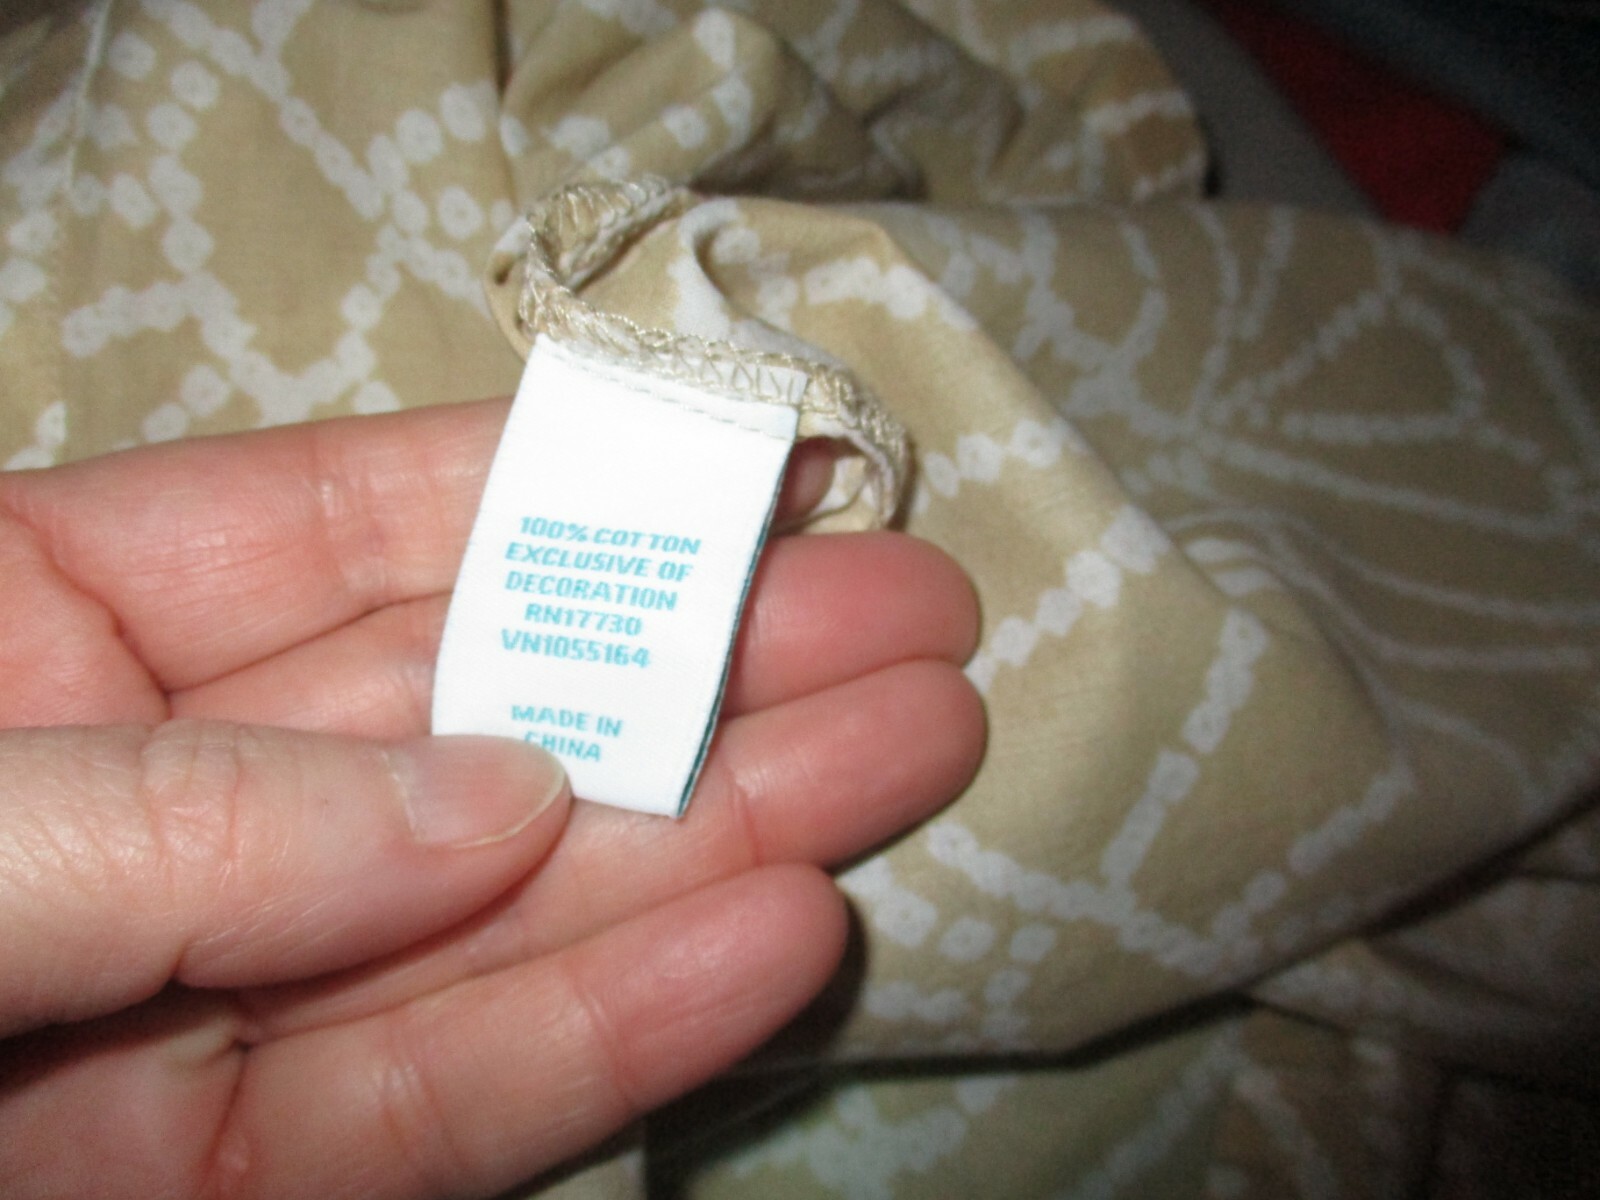 100% COTTON
EXCLUSIVE OF
DECORATION
RN17730
VN1055164
MADE IN
CHINA